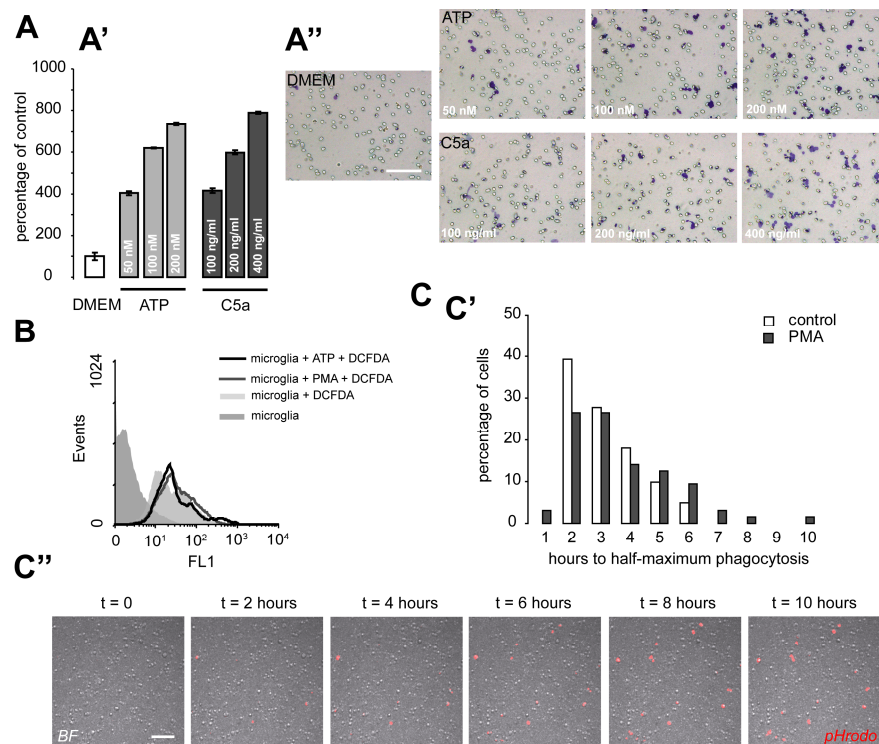 A
A'
1000
800
600
400
200
0
percentage of control
50 nM
100 nM
200 nM
100 ng/ml
200 ng/ml
400 ng/ml
DMEM
ATP
C5a
A"
DMEM
ATP
50 nM
100 nM
200 nM
C5a
100 ng/ml
200 ng/ml
400 ng/ml
B
1024
Events
0
microglia + ATP + DCFDA
microglia + PMA + DCFDA
microglia + DCFDA
microglia
0
10¹
10²
10³
10⁴
FL1
C
C'
control
PMA
50
40
30
20
10
0
percentage of cells
1 2 3 4 5 6 7 8 9 10
hours to half-maximum phagocytosis
C"
t = 0
t = 2 hours
t = 4 hours
t = 6 hours
t = 8 hours
t = 10 hours
BF
pHrodo